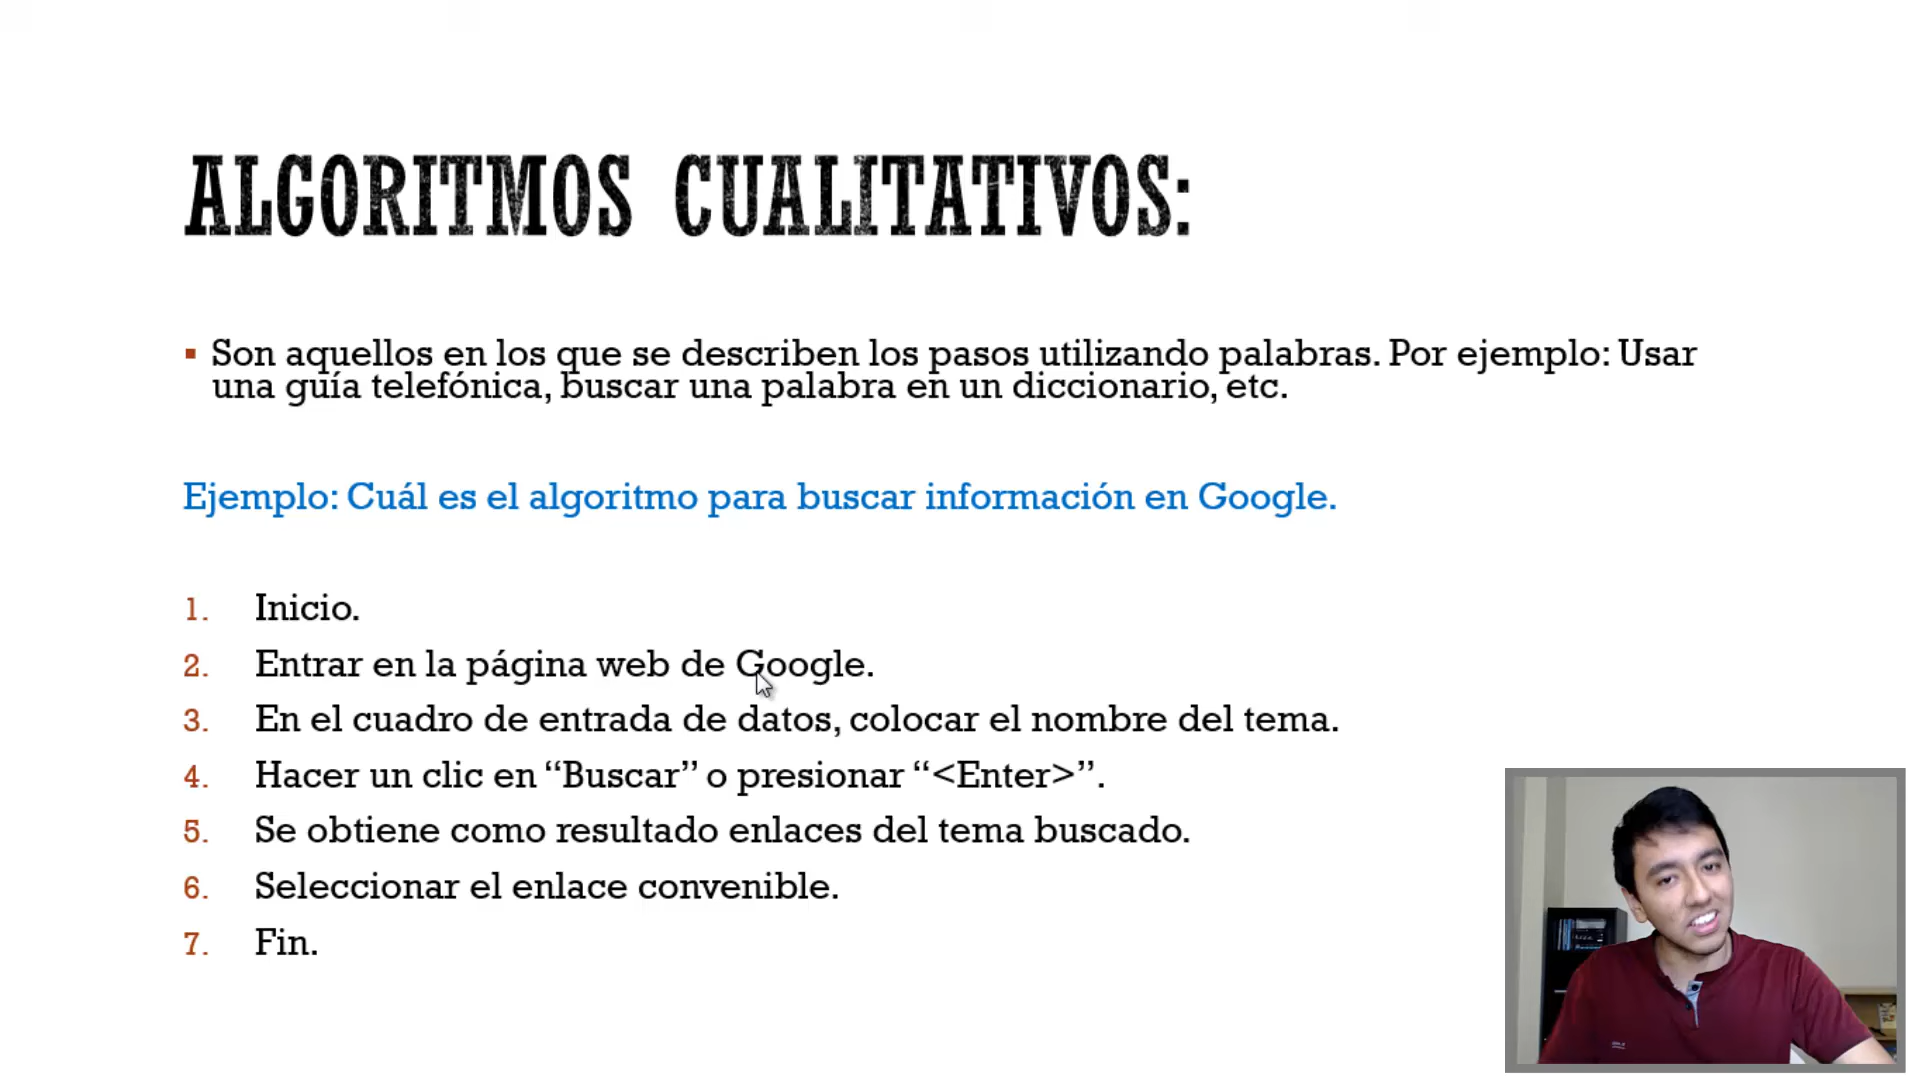 ALGORITMOS CUALITATIVOS:
▪ Son aquellos en los que se describen los pasos utilizando palabras. Por ejemplo: Usar
una guía telefónica, buscar una palabra en un diccionario, etc.
Ejemplo: Cuál es el algoritmo para buscar información en Google.
1. Inicio.
2. Entrar en la página web de Google.
3. En el cuadro de entrada de datos, colocar el nombre del tema.
4. Hacer un clic en “Buscar” o presionar “<Enter>”.
5. Se obtiene como resultado enlaces del tema buscado.
6. Seleccionar el enlace convenible.
7. Fin.